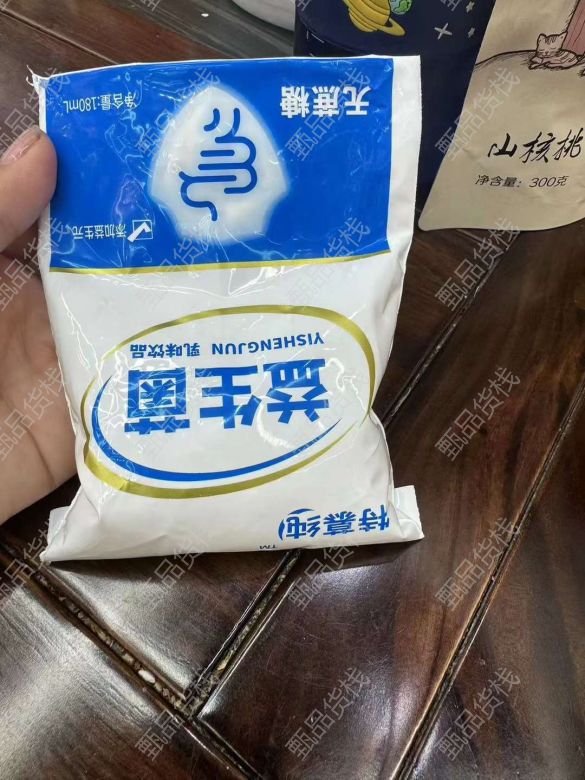 特慕纯
TM
益生菌
YISHENGJUN 乳味饮品
添加益生元
无蔗糖
净含量:180mL
山核桃
净含量：300克
甄品货栈